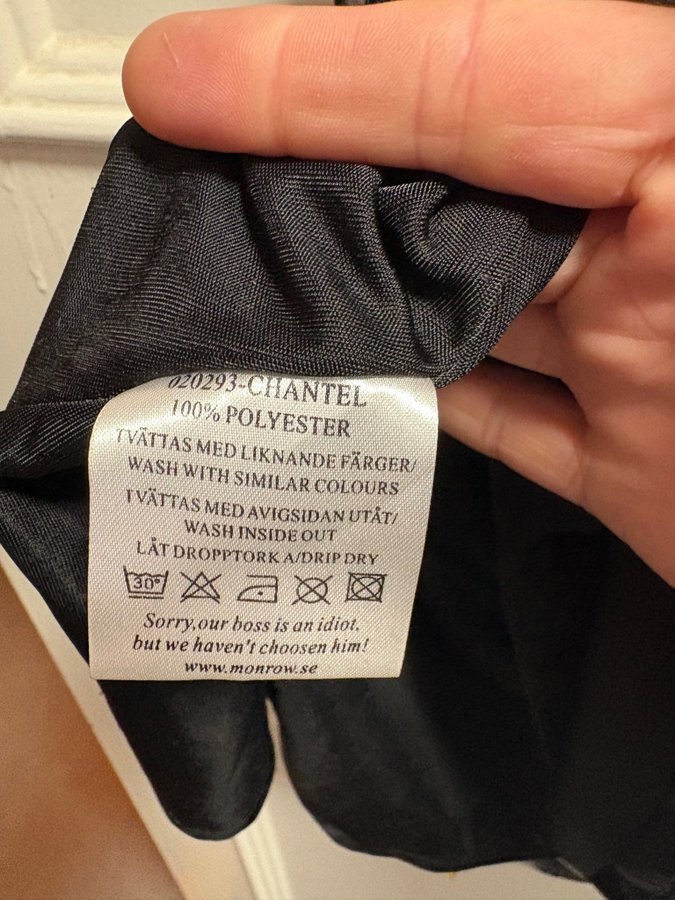 020293-CHANTEL
100% POLYESTER
TVÄTTAS MED LIKNANDE FÄRGER/
WASH WITH SIMILAR COLOURS
TVÄTTAS MED AVIGSIDAN UTÅT/
WASH INSIDE OUT
LÅT DROPPTORKA/DRIP DRY
30°
Sorry,our boss is an idiot,
but we haven't choosen him!
www.monrow.se